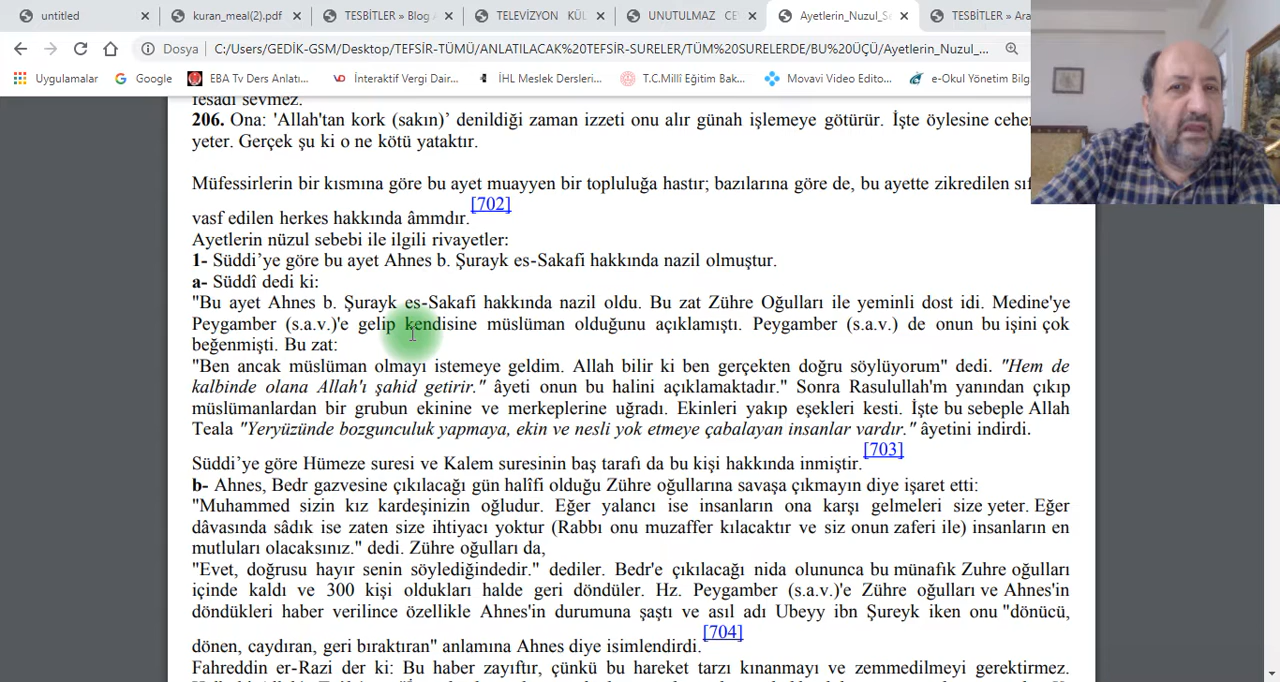 untitled
kuran_meal(2).pdf
TESBİTLER » Blog A
TELEVİZYON KÜL
UNUTULMAZ CE
Ayetlerin_Nuzul_Se
TESBİTLER » Ara
Dosya
C:/Users/GEDİK-GSM/Desktop/TEFSİR-TÜMÜ/ANLATILACAK%20TEFSİR-SURELER/TÜM%20SURELERDE/BU%20ÜÇÜ/Ayetlerin_Nuzul_...
Uygulamalar
Google
EBA Tv Ders Anlatı...
İnteraktif Vergi Dair...
İHL Meslek Dersleri...
T.C.Millî Eğitim Bak...
Movavi Video Edito...
e-Okul Yönetim Bilg
fesadı sevmez.
206. Ona: 'Allah'tan kork (sakın)’ denildiği zaman izzeti onu alır günah işlemeye götürür. İşte öylesine cehen
yeter. Gerçek şu ki o ne kötü yataktır.
Müfessirlerin bir kısmına göre bu ayet muayyen bir topluluğa hastır; bazılarına göre de, bu ayette zikredilen sıf
vasf edilen herkes hakkında âmmdır.[702]
Ayetlerin nüzul sebebi ile ilgili rivayetler:
1- Süddi’ye göre bu ayet Ahnes b. Şurayk es-Sakafi hakkında nazil olmuştur.
a- Süddî dedi ki:
"Bu ayet Ahnes b. Şurayk es-Sakafi hakkında nazil oldu. Bu zat Zühre Oğulları ile yeminli dost idi. Medine'ye
Peygamber (s.a.v.)'e gelip kendisine müslüman olduğunu açıklamıştı. Peygamber (s.a.v.) de onun bu işini çok
beğenmişti. Bu zat:
"Ben ancak müslüman olmayı istemeye geldim. Allah bilir ki ben gerçekten doğru söylüyorum" dedi. "Hem de
kalbinde olana Allah'ı şahid getirir." âyeti onun bu halini açıklamaktadır." Sonra Rasulullah'm yanından çıkıp
müslümanlardan bir grubun ekinine ve merkeplerine uğradı. Ekinleri yakıp eşekleri kesti. İşte bu sebeple Allah
Teala "Yeryüzünde bozgunculuk yapmaya, ekin ve nesli yok etmeye çabalayan insanlar vardır." âyetini indirdi.
[703]
Süddi’ye göre Hümeze suresi ve Kalem suresinin baş tarafı da bu kişi hakkında inmiştir.
b- Ahnes, Bedr gazvesine çıkılacağı gün halîfi olduğu Zühre oğullarına savaşa çıkmayın diye işaret etti:
"Muhammed sizin kız kardeşinizin oğludur. Eğer yalancı ise insanların ona karşı gelmeleri size yeter. Eğer
dâvasında sâdık ise zaten size ihtiyacı yoktur (Rabbı onu muzaffer kılacaktır ve siz onun zaferi ile) insanların en
mutluları olacaksınız." dedi. Zühre oğulları da,
"Evet, doğrusu hayır senin söylediğindedir." dediler. Bedr'e çıkılacağı nida olununca bu münafık Zuhre oğulları
içinde kaldı ve 300 kişi oldukları halde geri döndüler. Hz. Peygamber (s.a.v.)'e Zühre oğulları ve Ahnes'in
döndükleri haber verilince özellikle Ahnes'in durumuna şaştı ve asıl adı Ubeyy ibn Şureyk iken onu "dönücü,
dönen, caydıran, geri bıraktıran" anlamına Ahnes diye isimlendirdi.[704]
Fahreddin er-Razi der ki: Bu haber zayıftır, çünkü bu hareket tarzı kınanmayı ve zemmedilmeyi gerektirmez.